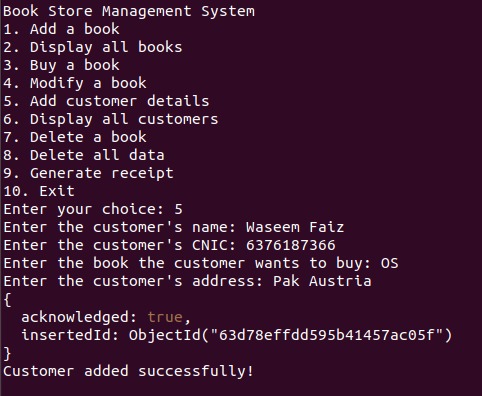 Book Store Management System
1. Add a book
2. Display all books
3. Buy a book
4. Modify a book
5. Add customer details
6. Display all customers
7. Delete a book
8. Delete all data
9. Generate receipt
10. Exit
Enter your choice: 5
Enter the customer's name: Waseem Faiz
Enter the customer's CNIC: 6376187366
Enter the book the customer wants to buy: OS
Enter the customer's address: Pak Austria
{
  acknowledged: true,
  insertedId: ObjectId("63d78effdd595b41457ac05f")
}
Customer added successfully!